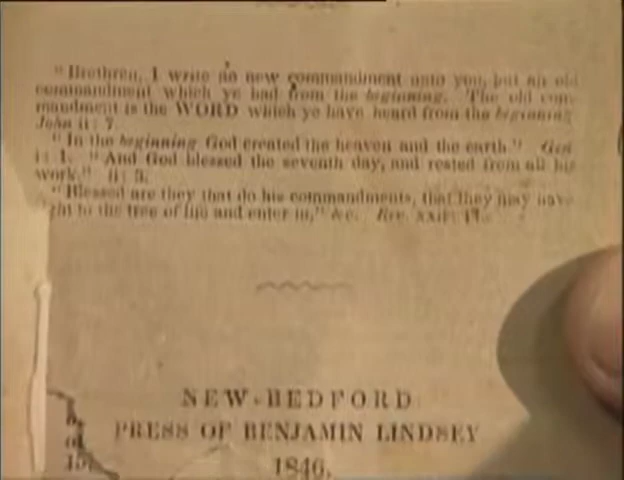 "Brethren, I write no new commandment unto you, but an old
commandment which ye had from the beginning. The old com-
mandment is the WORD which ye have heard from the beginning
John ii: 7.
"In the beginning God created the heaven and the earth" Gen
i: 1. "And God blessed the seventh day, and rested from all his
work." ii: 3.
"Blessed are they that do his commandments, that they may have
ght to the tree of life and enter in," &c. Rev. xxii: 14.
NEW-BEDFORD
PRESS OF BENJAMIN LINDSEY
1846.